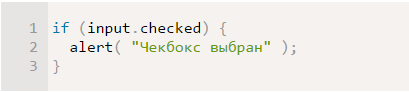 1 if (input.checked) {
2   alert( "Чекбокс выбран" );
3 }